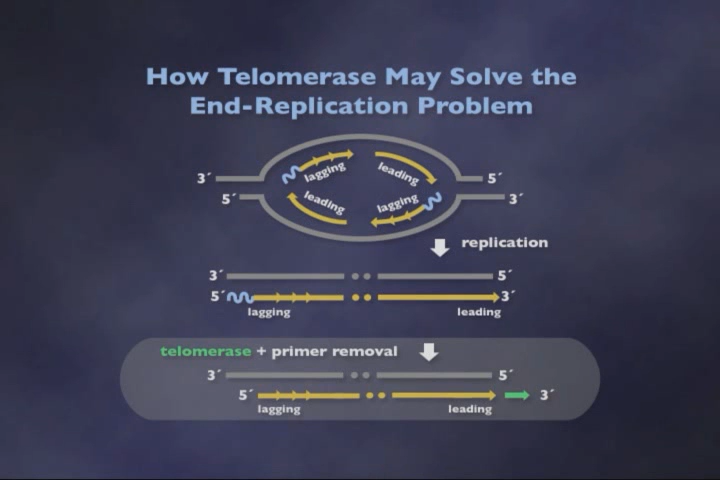 How Telomerase May Solve the
End-Replication Problem
lagging
leading
3´ 5´
5´ leading lagging 3´
replication
3´ 5´
5´ 3´
lagging leading
telomerase + primer removal
3´ 5´
5´ 3´
lagging leading